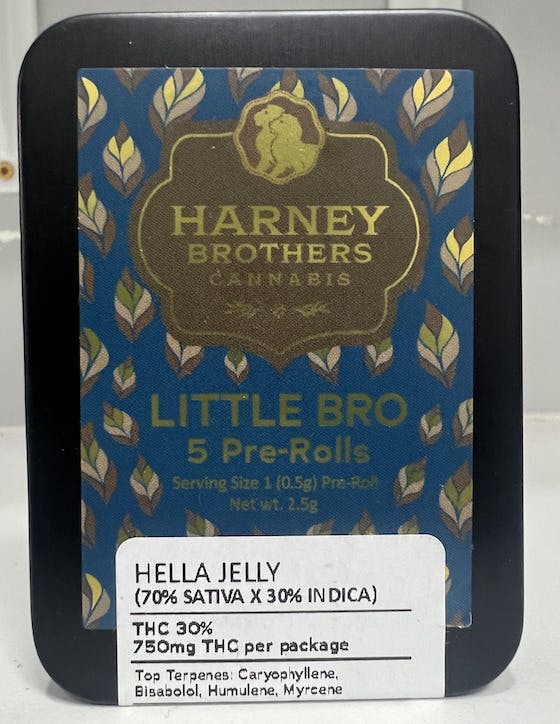 HARNEY
BROTHERS
CANNABIS
LITTLE BRO
5 Pre-Rolls
Serving Size 1 (0.5g) Pre-Roll
Net wt. 2.5g
HELLA JELLY
(70% SATIVA X 30% INDICA)
THC 30%
750mg THC per package
Top Terpenes: Caryophyllene,
Bisabolol, Humulene, Myrcene